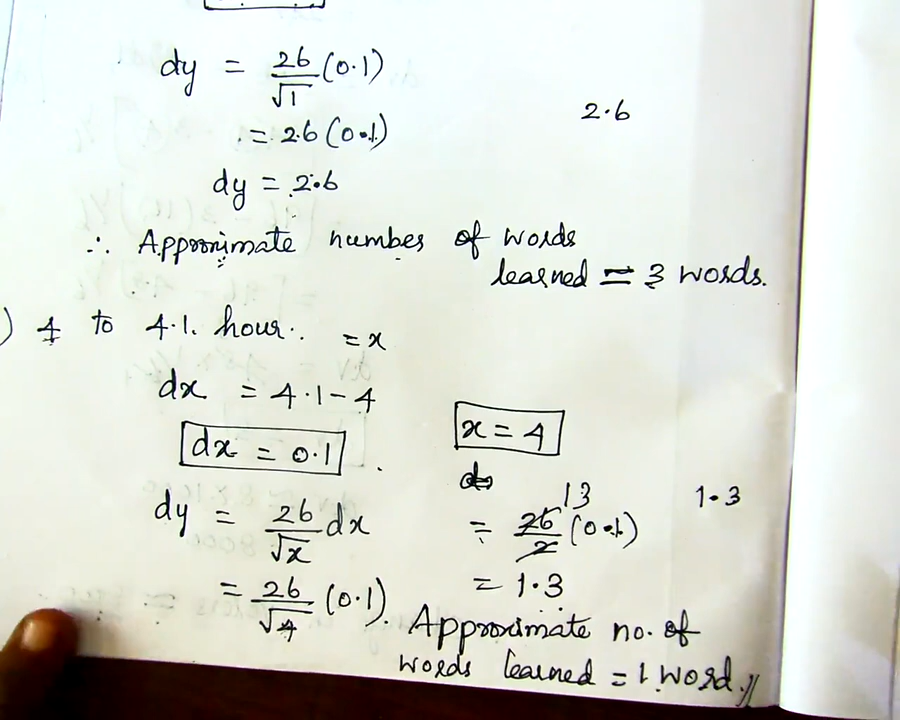 dy = 26/√1 (0.1)
2.6
= 26 (0.1)
dy = 2.6
∴ Approximate number of words
learned = 3 words.
) 4 to 4.1 hour. = x
dx = 4.1 - 4
dx = 0.1
x = 4
dy = 26/√x dx
= 26/√4 (0.1).
13
= 26/2 (0.1)
1.3
= 1.3
Approximate no. of
words learned = 1 word.//